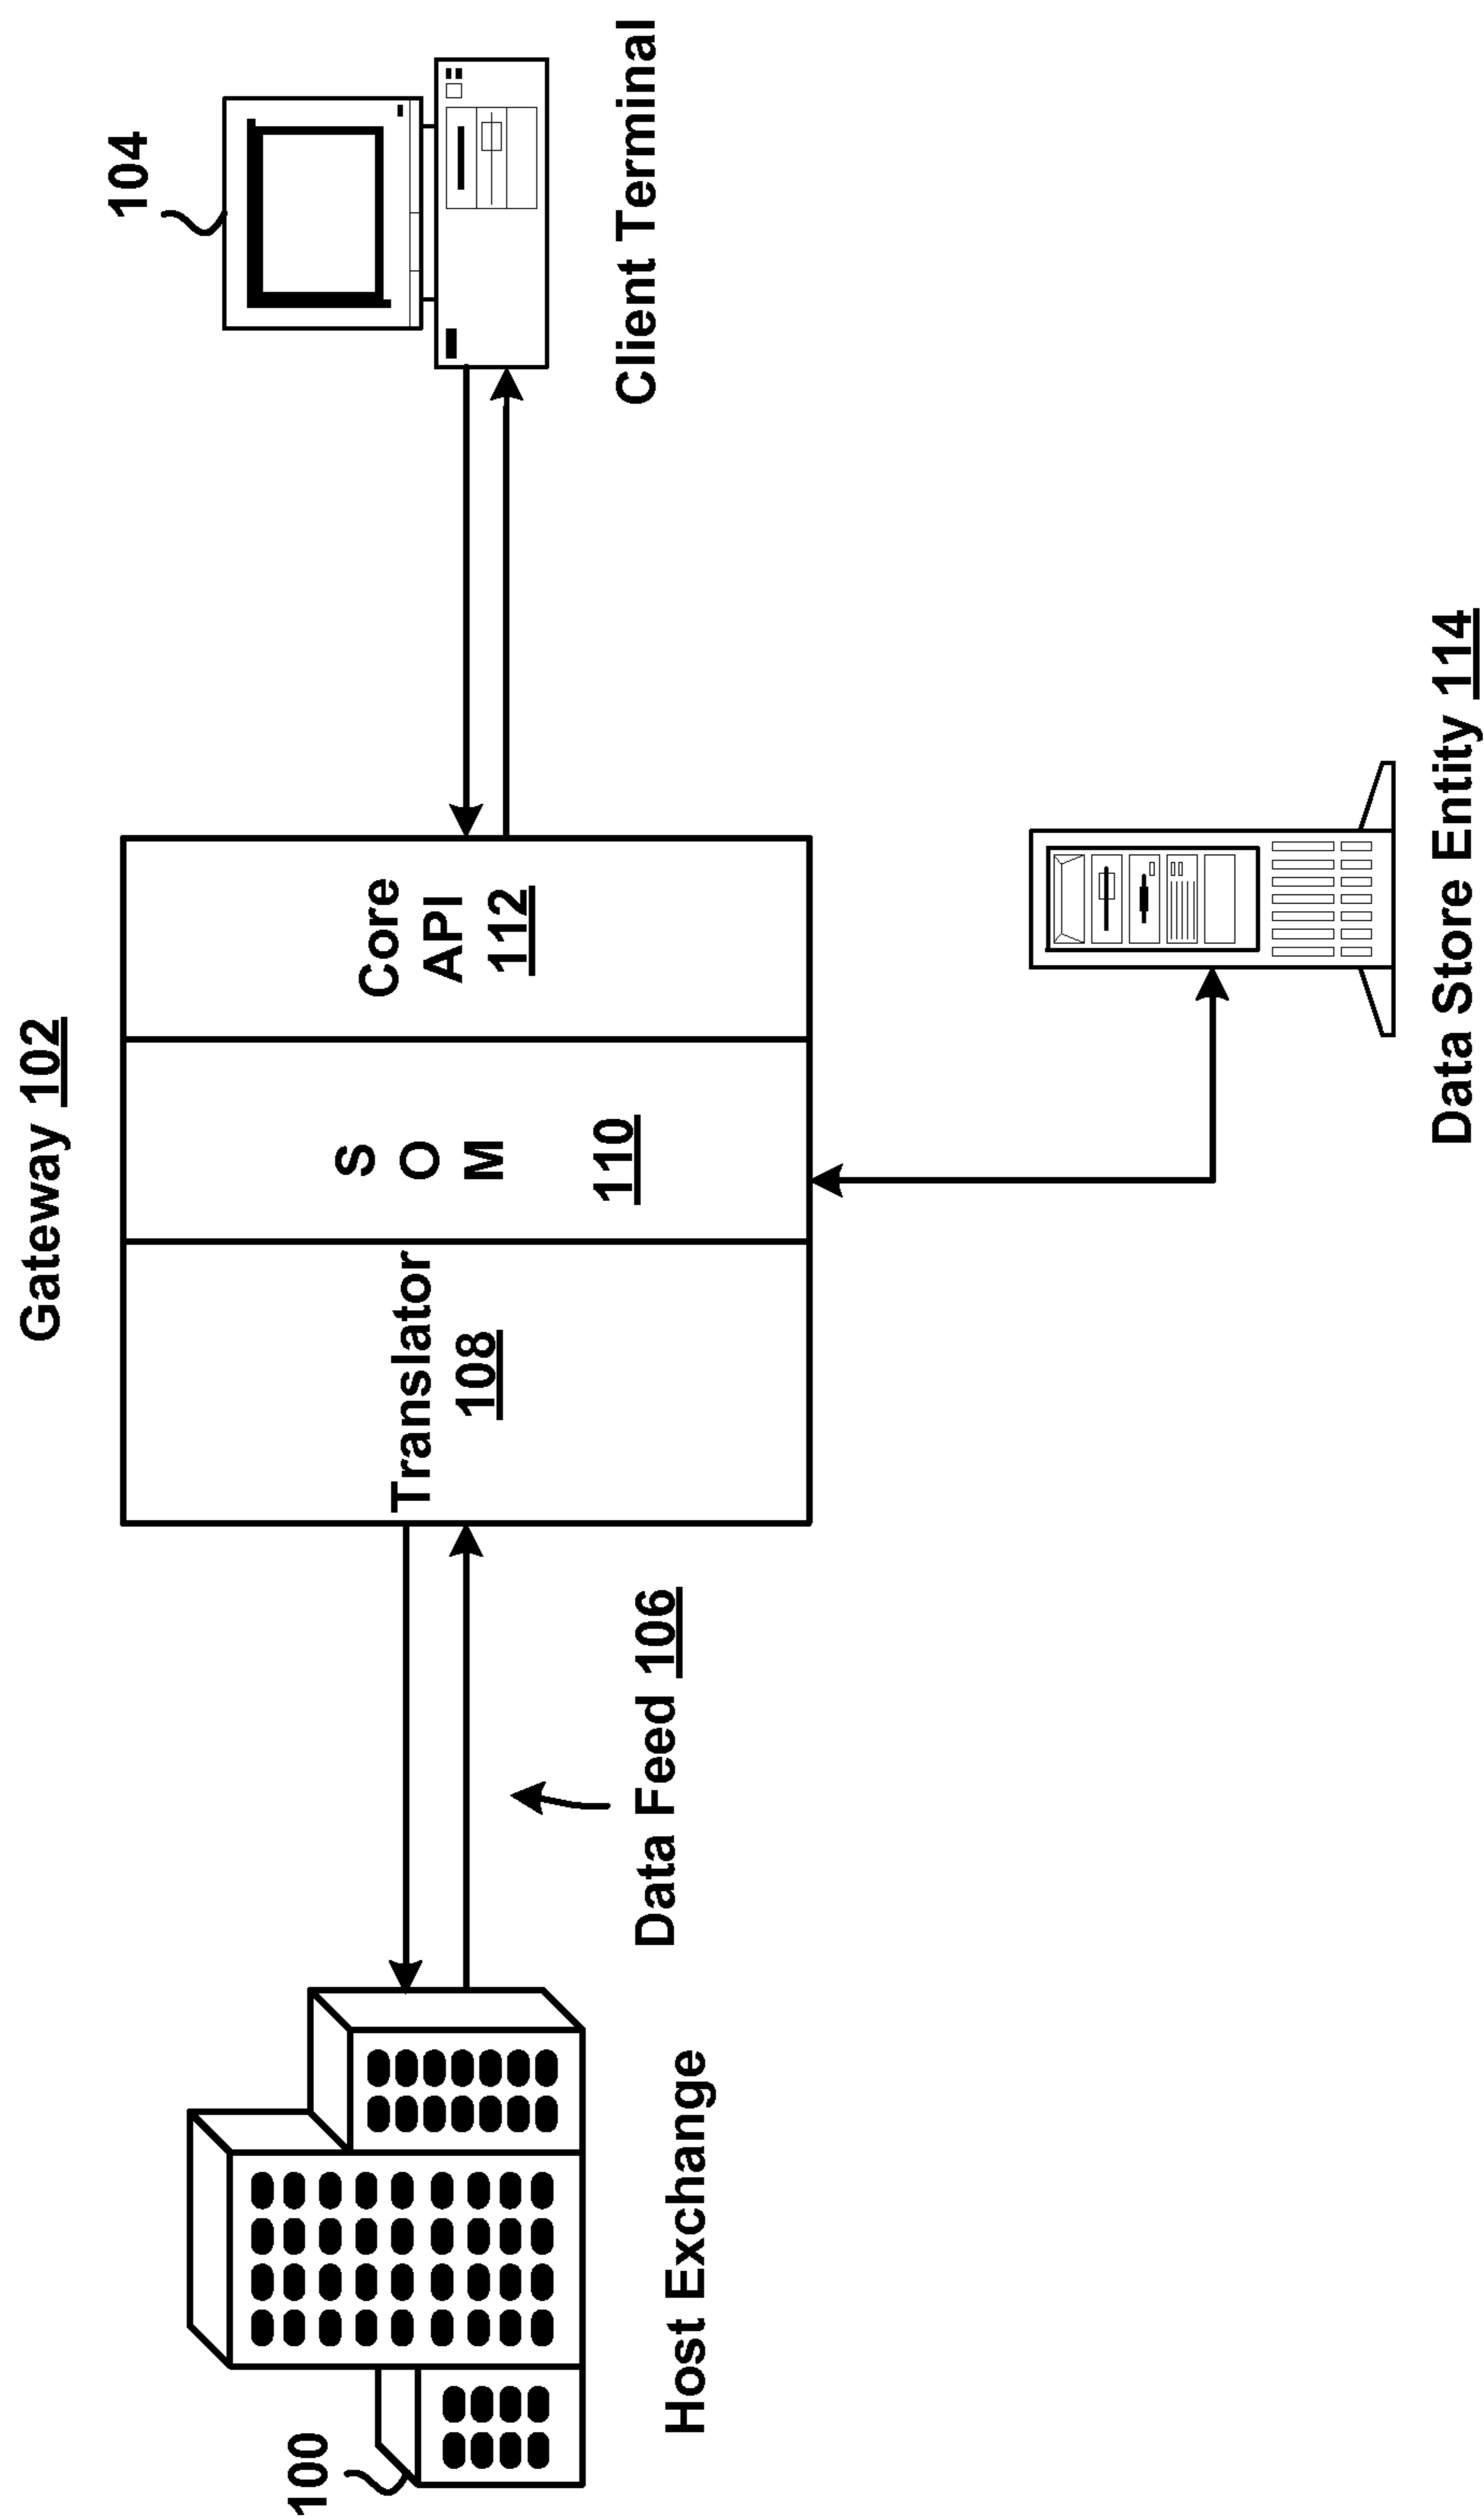 Gateway 102
104
Core
API
112
S
O
M
110
Translator
108
Client Terminal
100
Data Feed 106
Host Exchange
Data Store Entity 114